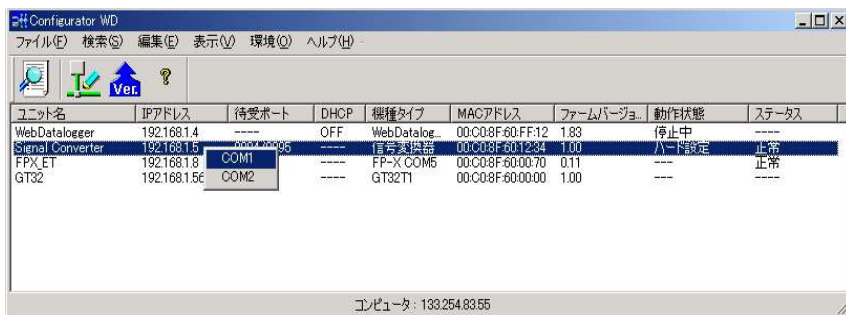 Configurator WD
ファイル(F) 検索(S) 編集(E) 表示(V) 環境(O) ヘルプ(H)
Ver.
ユニット名 IPアドレス 待受ポート DHCP 機種タイプ MACアドレス ファームバージョ... 動作状態 ステータス
WebDatalogger 192.168.1.4 ---- OFF WebDatalog... 00:C0:8F:60:FF:12 1.83 停止中 ----
Signal Converter 192.168.1.5 ---- 信号変換器 00:C0:8F:60:12:34 1.00 ハード設定 正常
FPX_ET 192.168.1.8 ---- FP-X COM5 00:C0:8F:60:00:70 0.11 --- 正常
GT32 192.168.1.56 ---- GT32T1 00:C0:8F:60:00:00 1.00 --- ----
COM1
COM2
コンピュータ : 133.254.83.55